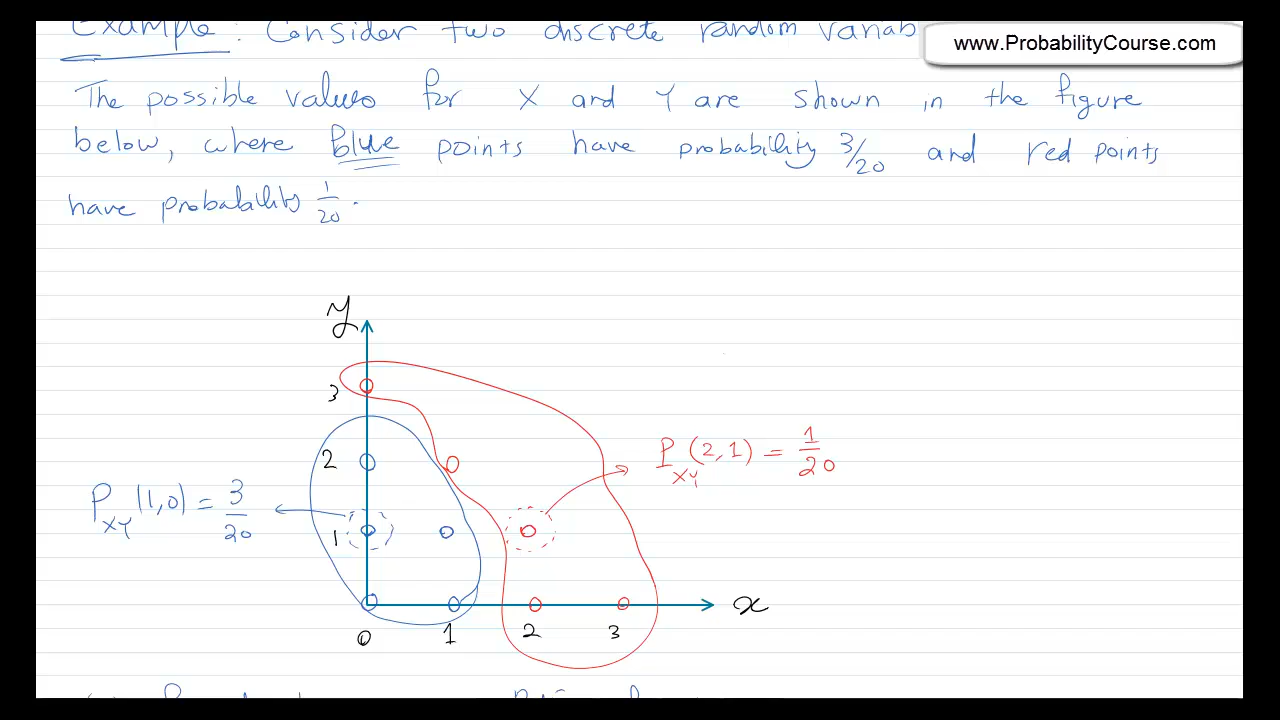 Example : Consider two discrete random variab
www.ProbabilityCourse.com
The possible values for X and Y are shown in the figure
below, where Blue points have probability 3/20 and red points
have probability 1/20.
y
3
2
1
0 1 2 3
x
P_XY (2,1) = 1/20
P_XY (1,0) = 3/20